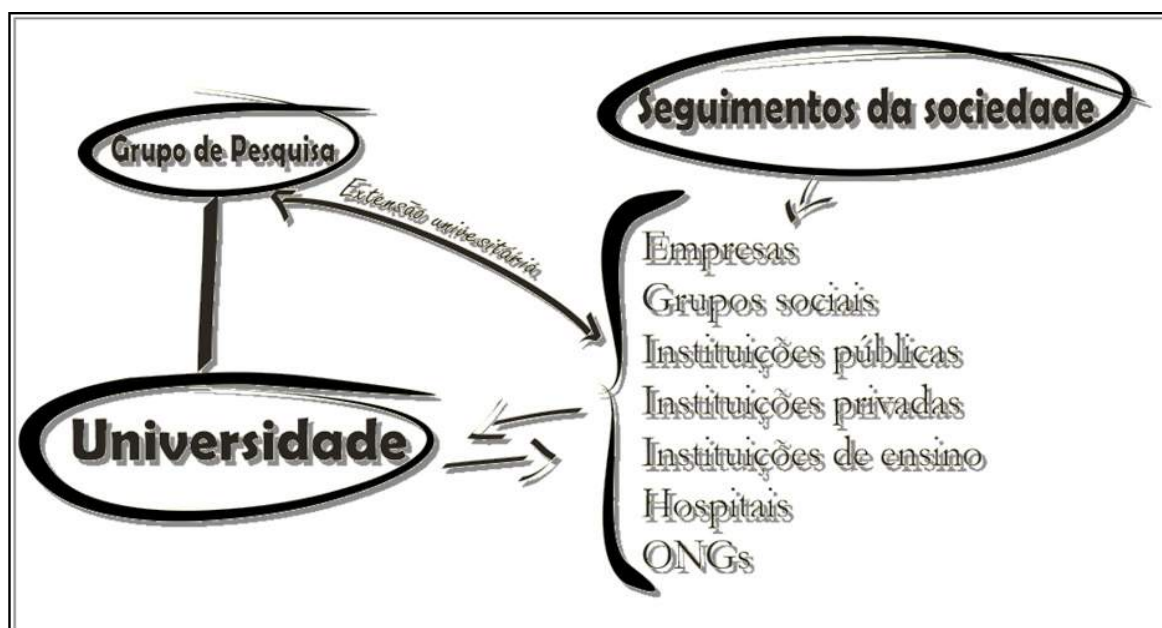 Grupo de Pesquisa
Seguimentos da sociedade
Extensão univesitária
Universidade
Empresas
Grupos sociais
Instituições públicas
Instituições privadas
Instituições de ensino
Hospitais
ONGs